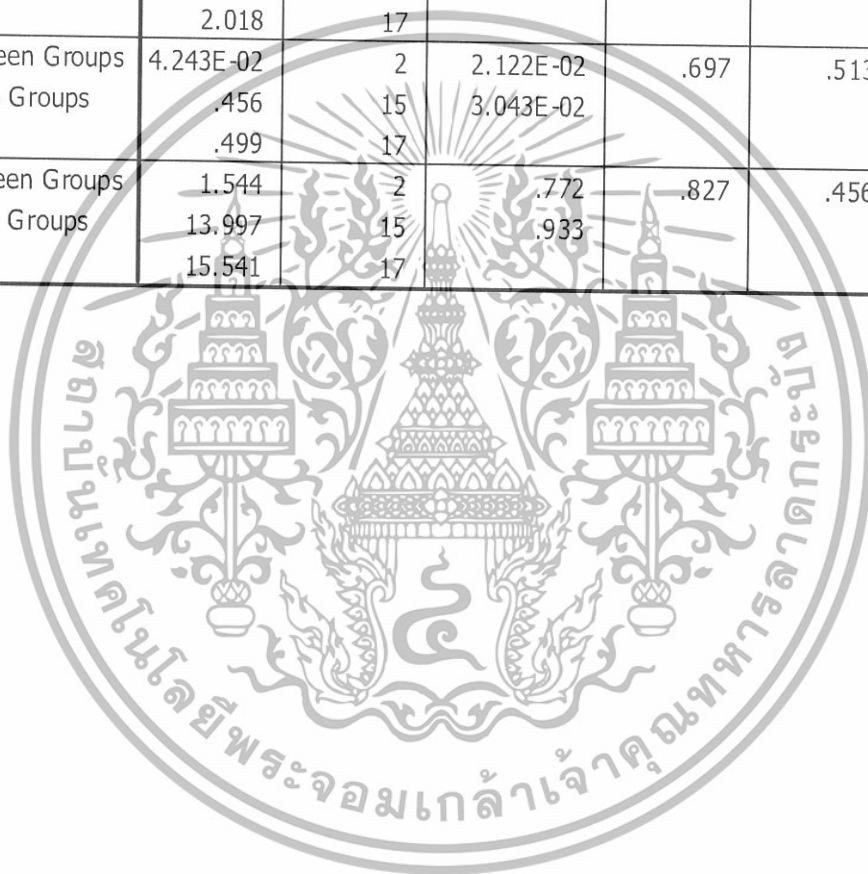 2.018 17
een Groups 4.243E-02 2 2.122E-02 .697 .513
Groups .456 15 3.043E-02
.499 17
een Groups 1.544 2 .772 .827 .456
Groups 13.997 15 .933
15.541 17
สถาบันเทคโนโลยีพระจอมเกล้าเจ้าคุณทหารลาดกระบัง